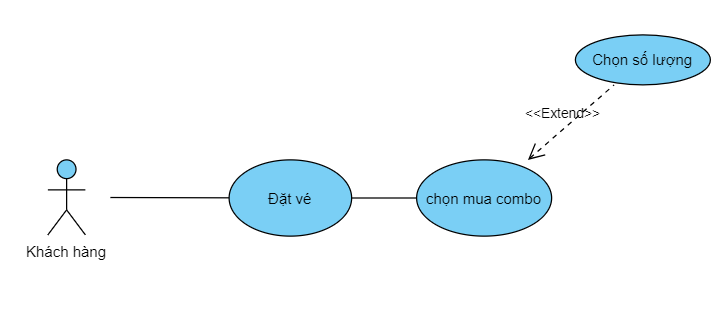 Chọn số lượng
<<Extend>>
Đặt vé
chọn mua combo
Khách hàng